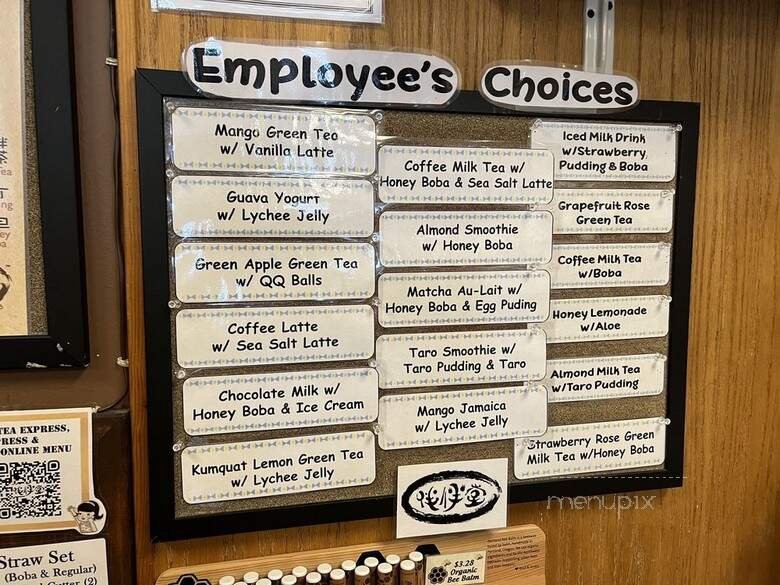 Employee's Choices
Mango Green Tea
w/ Vanilla Latte
Guava Yogurt
w/ Lychee Jelly
Green Apple Green Tea
w/ QQ Balls
Coffee Latte
w/ Sea Salt Latte
Chocolate Milk w/
Honey Boba & Ice Cream
Kumquat Lemon Green Tea
w/ Lychee Jelly
Coffee Milk Tea w/
Honey Boba & Sea Salt Latte
Almond Smoothie
w/ Honey Boba
Matcha Au-Lait w/
Honey Boba & Egg Puding
Taro Smoothie w/
Taro Pudding & Taro
Mango Jamaica
w/ Lychee Jelly
Iced Milk Drink
w/Strawberry,
Pudding & Boba
Grapefruit Rose
Green Tea
Coffee Milk Tea
w/Boba
Honey Lemonade
w/Aloe
Almond Milk Tea
w/Taro Pudding
Strawberry Rose Green
Milk Tea w/Honey Boba
menupix
TEA EXPRESS,
PRESS &
ONLINE MENU
Straw Set
(Boba & Regular)
Cutter (2)
$3.28
Organic
Bee Balm